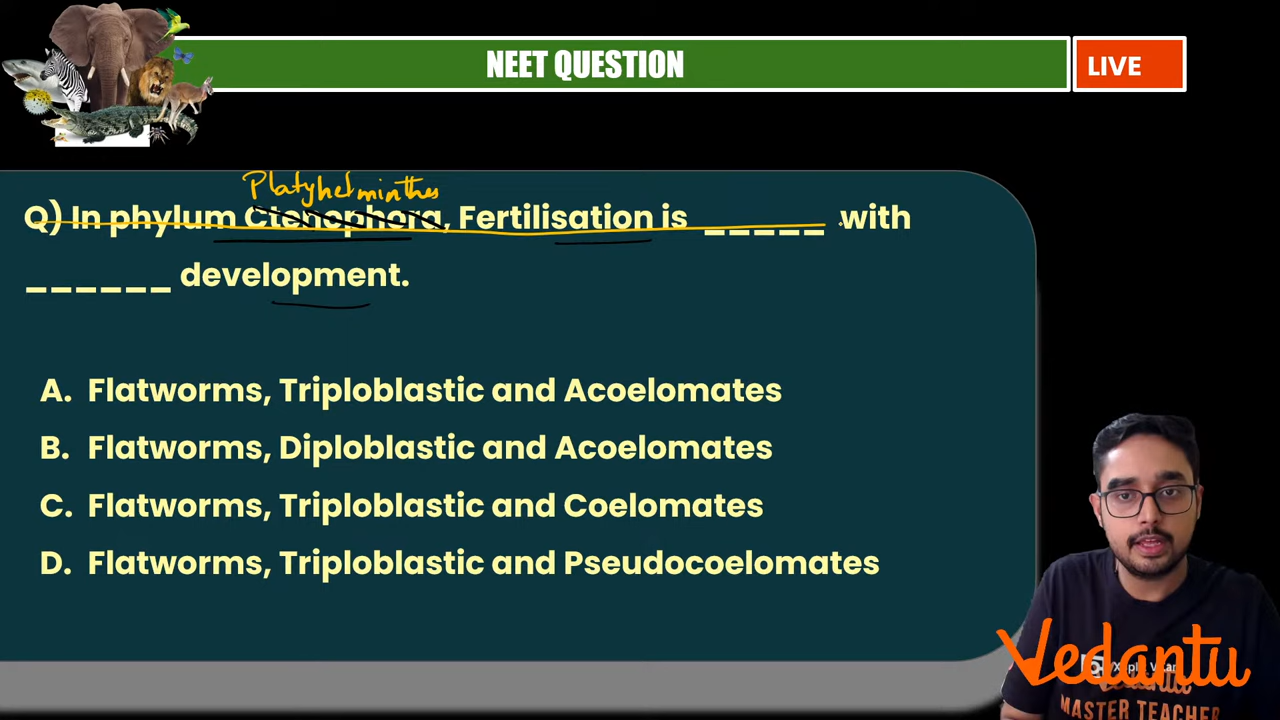 NEET QUESTION
LIVE
Platyhelminthes
Q) In phylum Ctenophora, Fertilisation is _____ with
______ development.
A. Flatworms, Triploblastic and Acoelomates
B. Flatworms, Diploblastic and Acoelomates
C. Flatworms, Triploblastic and Coelomates
D. Flatworms, Triploblastic and Pseudocoelomates
Vedantu
MASTER TEACHER